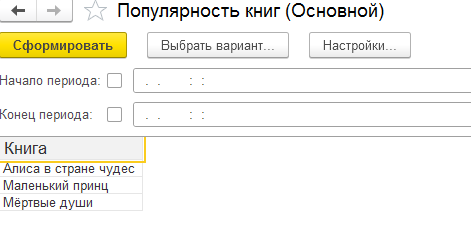 Популярность книг (Основной)
Сформировать Выбрать вариант... Настройки...
Начало периода: . . : :
Конец периода: . . : :
Книга
Алиса в стране чудес
Маленький принц
Мёртвые души